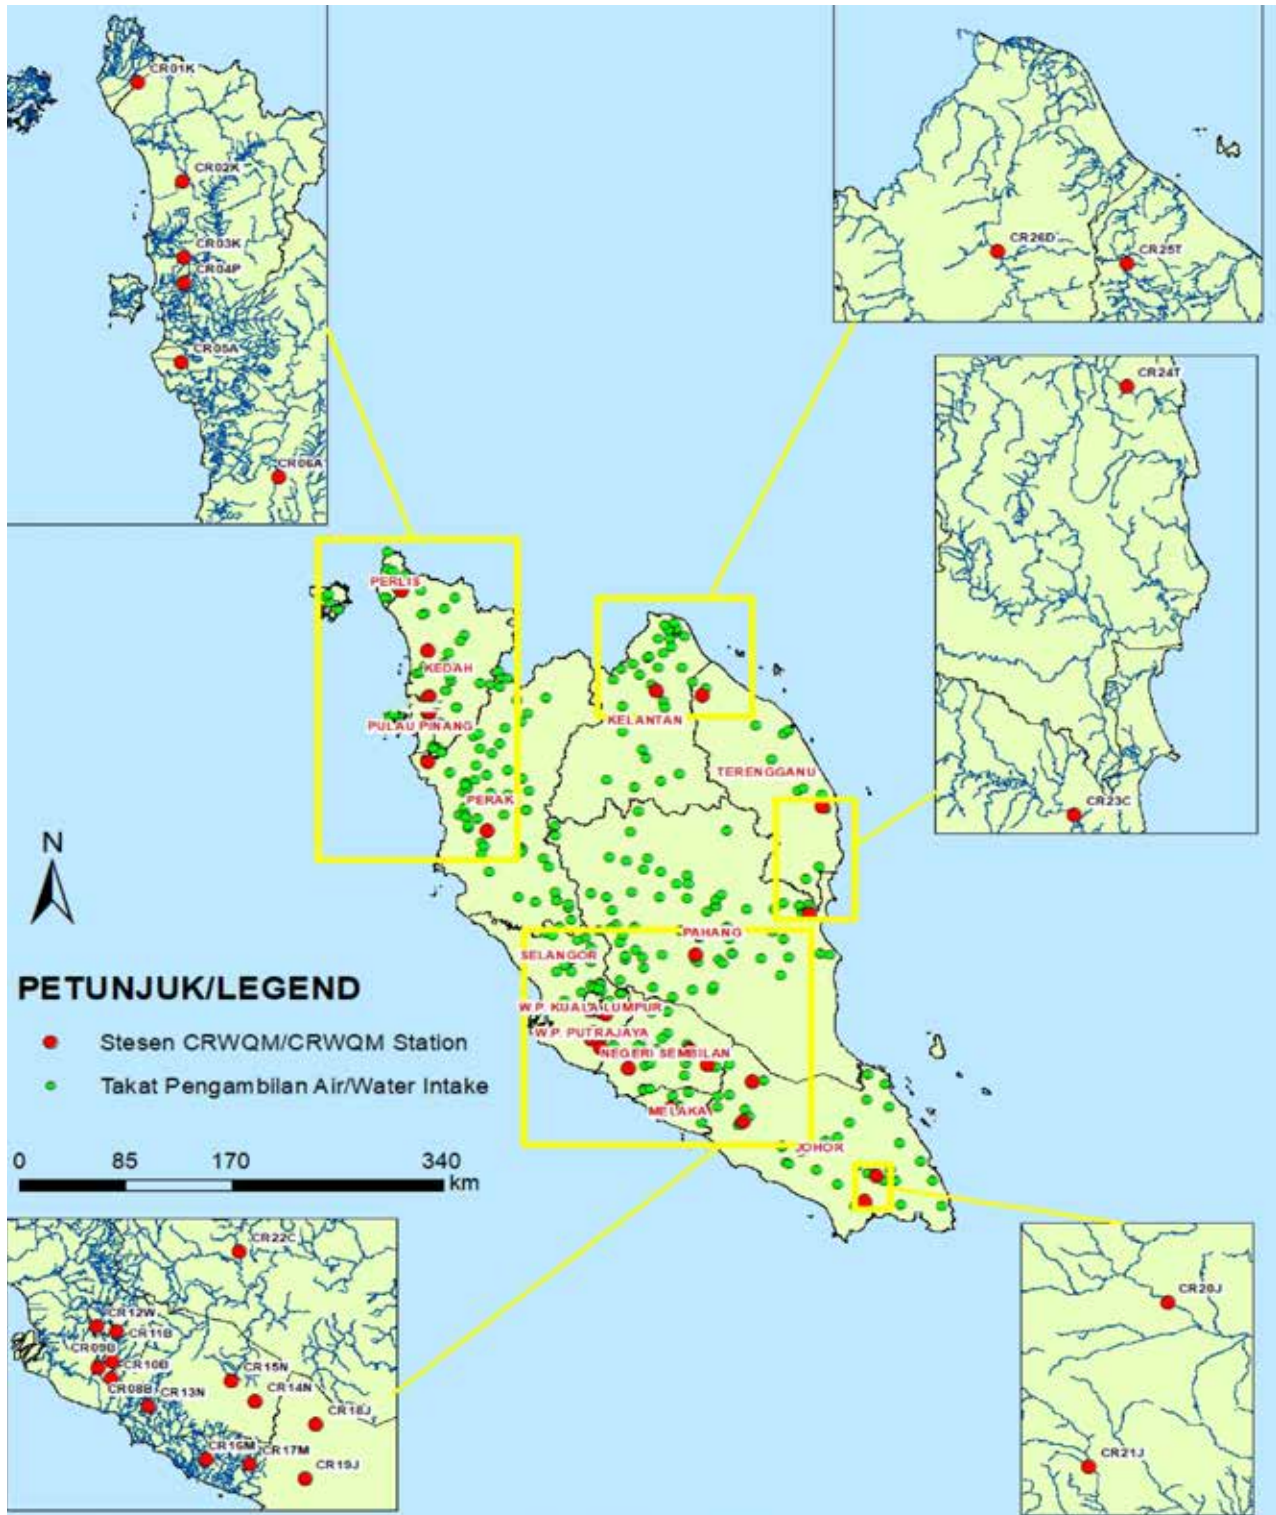 CR01K
CR02K
CR03K
CR04P
CR05A
CR06A
CR26D
CR25T
CR24T
CR23C
PERLIS
KEDAH
PULAU PINANG
KELANTAN
TERENGGANU
PERAK
PAHANG
SELANGOR
W.P. KUALA LUMPUR
W.P. PUTRAJAYA
NEGERI SEMBILAN
MELAKA
JOHOR
N
PETUNJUK/LEGEND
Stesen CRWQM/CRWQM Station
Takat Pengambilan Air/Water Intake
0 85 170 340
km
CR22C
CR12W
CR11B
CR09B
CR10B
CR08B
CR13N
CR15N
CR14N
CR18J
CR16M
CR17M
CR19J
CR20J
CR21J